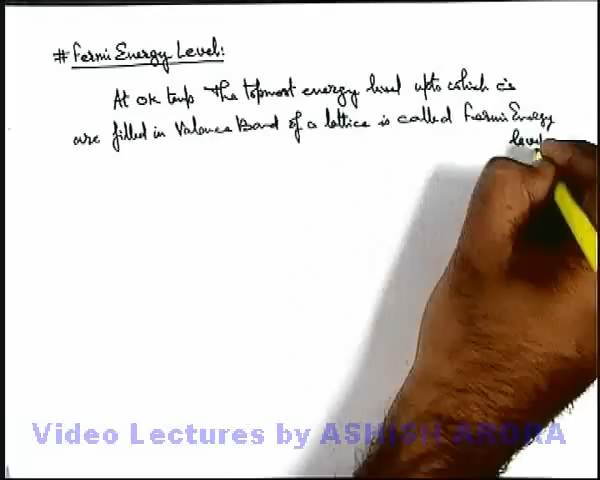 # Fermi Energy Level:
At 0K temp the topmost energy level upto which e⁻s
are filled in Valance Band of a lattice is called Fermi Energy
level
Video Lectures by ASHISH ARORA